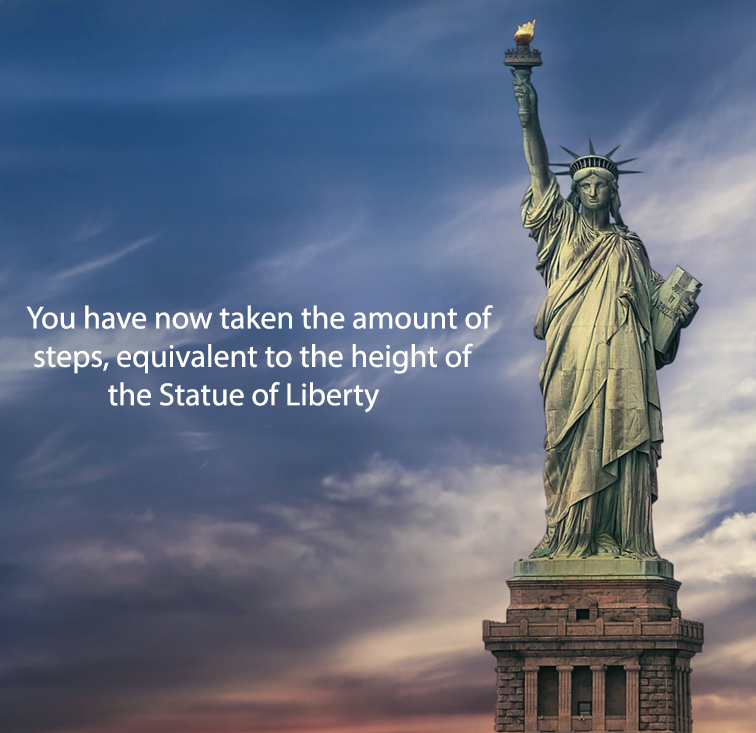 You have now taken the amount of
steps, equivalent to the height of
the Statue of Liberty